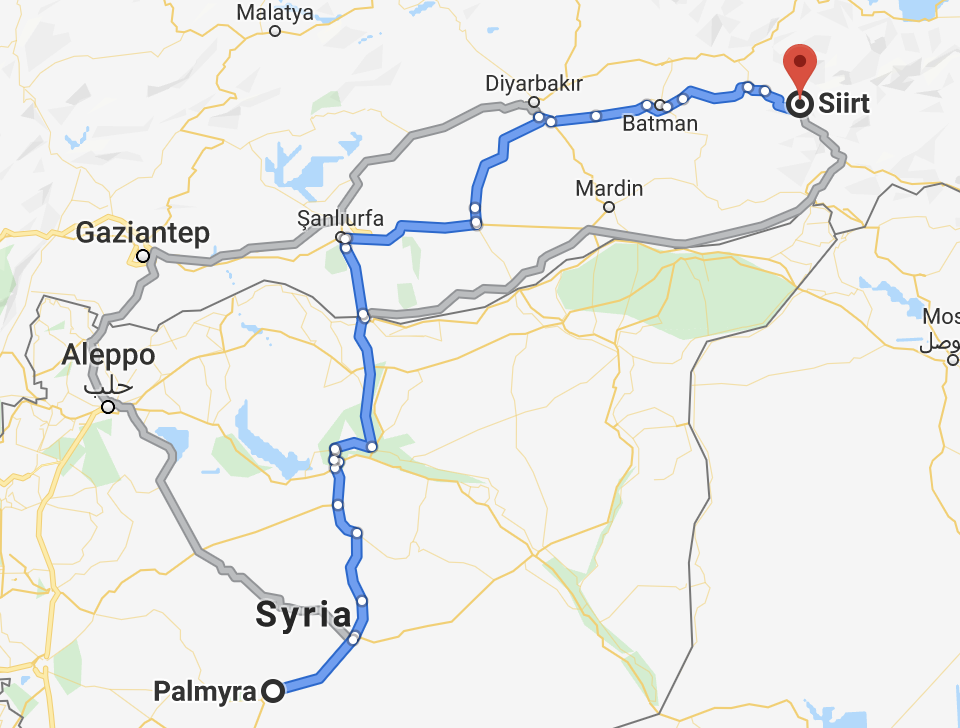 Malatya
Diyarbakır
Siirt
Batman
Mardin
Şanlıurfa
Gaziantep
Mos
وصل
Aleppo
حلب
Syria
Palmyra